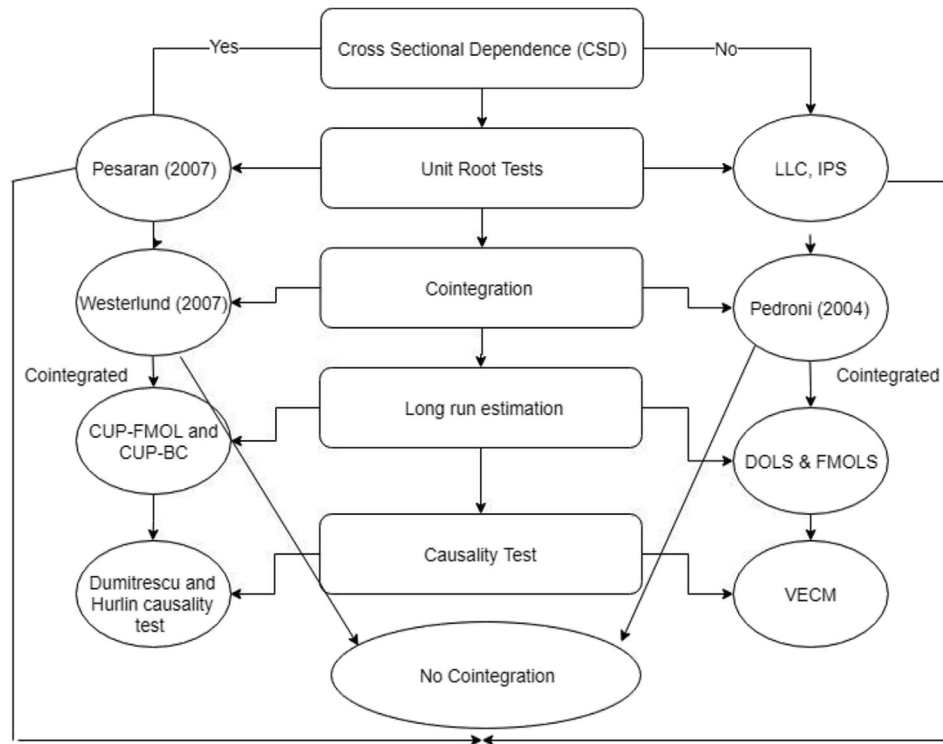 Yes
Cross Sectional Dependence (CSD)
No
Pesaran (2007)
Unit Root Tests
LLC, IPS
Westerlund (2007)
Cointegration
Pedroni (2004)
Cointegrated
Cointegrated
CUP-FMOL and
CUP-BC
Long run estimation
DOLS & FMOLS
Dumitrescu and
Hurlin causality
test
Causality Test
VECM
No Cointegration